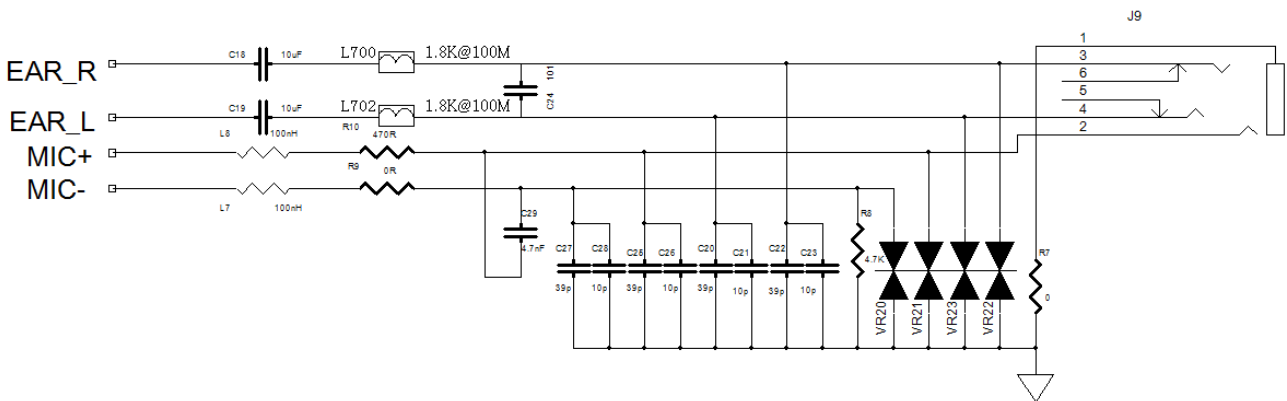 J9
1
C18 10uF L700 1.8K@100M
3
EAR_R
101
C24
6
5
C19 10uF L702 1.8K@100M
4
EAR_L
L8 100nH R10 470R
2
MIC+
R9 0R
MIC-
L7 100nH
C29
4.7nF
C27 C28 C25 C26 C20 C21 C22 C23
39p 10p 39p 10p 39p 10p 39p 10p
R8
4.7K
VR20
VR21
VR23
VR22
R7
0